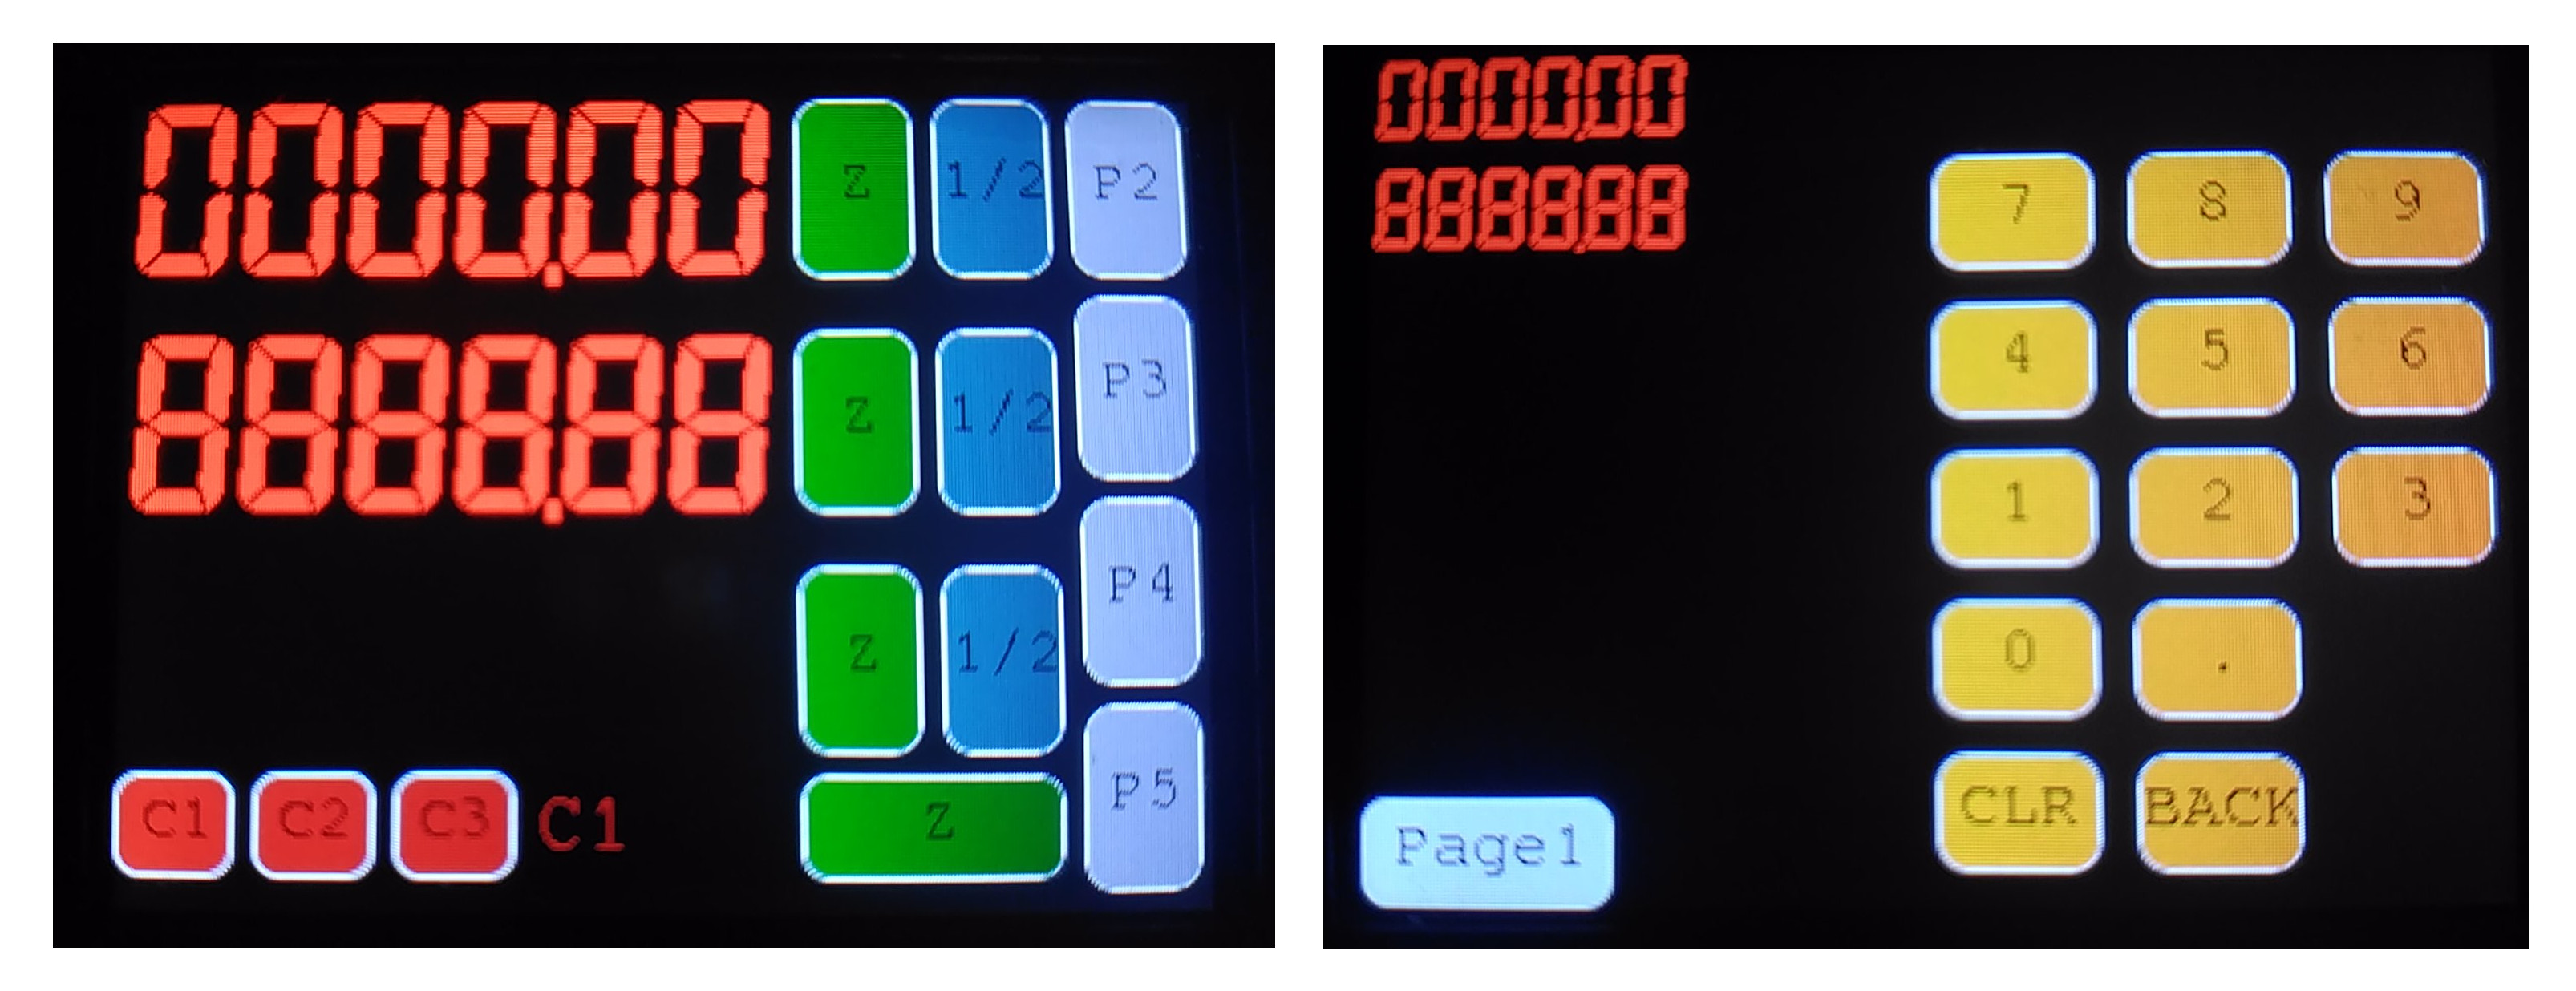 0000.00 Z 1/2 P2
P3
8888.88 Z 1/2
P4
Z 1/2
P5
C1 C2 C3 C1 Z
0000.00
8888.88
7 8 9
4 5 6
1 2 3
0 .
CLR BACK
Page1